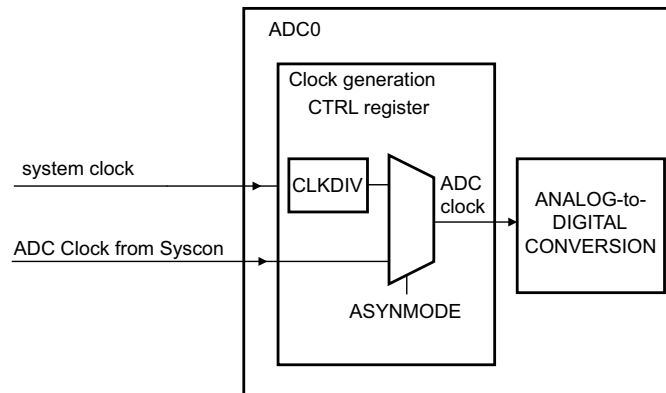 ADC0
Clock generation
CTRL register
system clock
CLKDIV
ADC
clock
ANALOG-to-
DIGITAL
CONVERSION
ADC Clock from Syscon
ASYNMODE